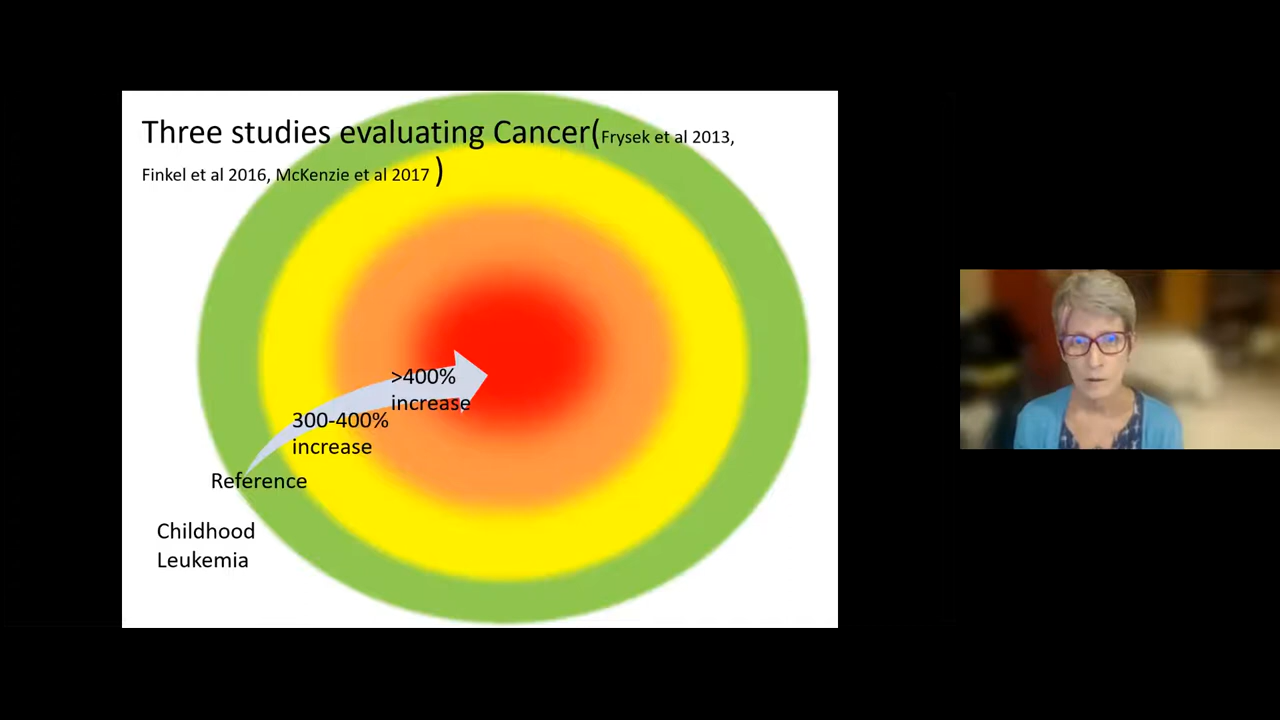 Three studies evaluating Cancer(Frysek et al 2013,
Finkel et al 2016, McKenzie et al 2017 )
>400%
increase
300-400%
increase
Reference
Childhood
Leukemia